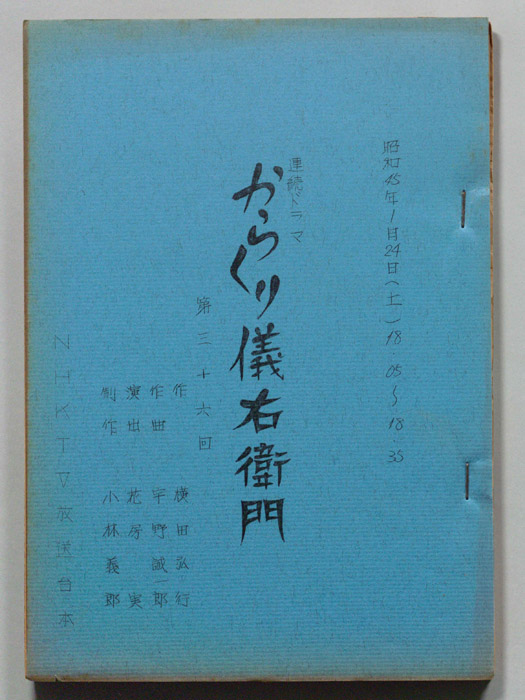 昭和45年1月24日(土)18.05〜18.35
連続ドラマ
からくり儀右衛門
第三十六回
作 横田弘行
作曲 宇野誠一郎
演出 花房実
制作 小林義郎
NHKTV放送台本